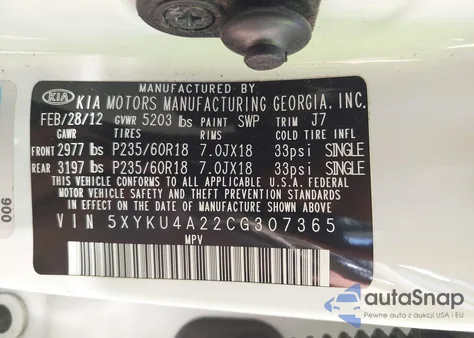 MANUFACTURED BY
KIA KIA MOTORS MANUFACTURING GEORGIA, INC.
FEB/28/12 GVWR 5203 lbs PAINT SWP TRIM J7
GAWR TIRES RIMS COLD TIRE INFL
FRONT 2977 lbs P235/60R18 7.0JX18 33psi SINGLE
REAR 3197 lbs P235/60R18 7.0JX18 33psi SINGLE
THIS VEHICLE CONFORMS TO ALL APPLICABLE U.S.A. FEDERAL
MOTOR VEHICLE SAFETY AND THEFT PREVENTION STANDARDS
IN EFFECT ON THE DATE OF MANUFACTURE SHOWN ABOVE.
VIN 5XYKU4A22CG307365
MPV
006
autoSnap
Pewne auta z aukcji USA i EU